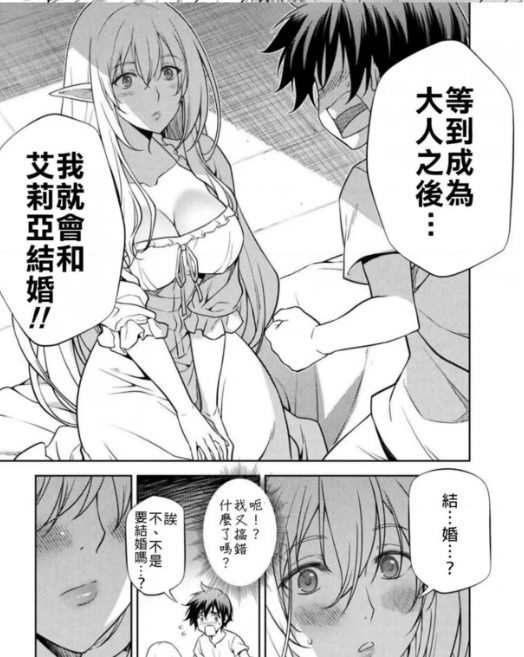 等到成為
大人之後…
我就會和
艾莉亞結婚!!
結…婚…?
呃!?
我又搞錯
什麼了嗎?
誒
不、不是
要結婚嗎…?